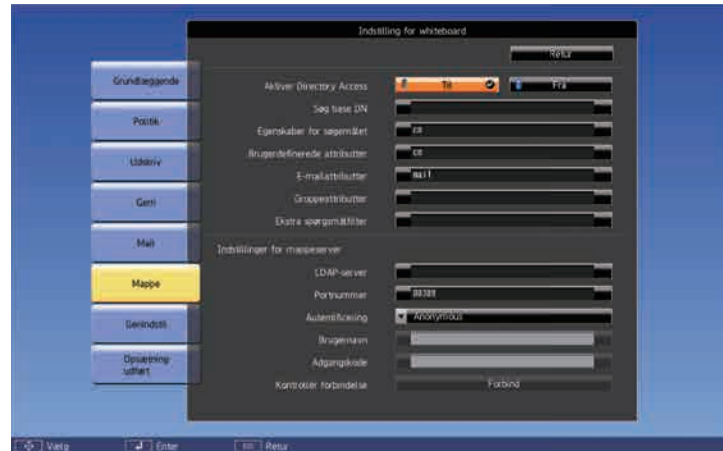 Indstilling for whiteboard
Retur
Grundlæggende
Politik
Udskriv
Gem
Mail
Mappe
Genindstil
Opsætning
udført
Aktiver Directory Access
Til
Fra
Søg base DN
Egenskaber for søgemålet
cn
Brugerdefinerede attributter
cn
E-mailattributter
mail
Gruppeattributter
Ekstra spørgsmålfilter
Indstillinger for mappeserver
LDAP-server
Portnummer
00389
Autentificering
Anonymous
Brugernavn
Adgangskode
Kontroller forbindelse
Forbind
Vælg
Enter
Esc
Retur